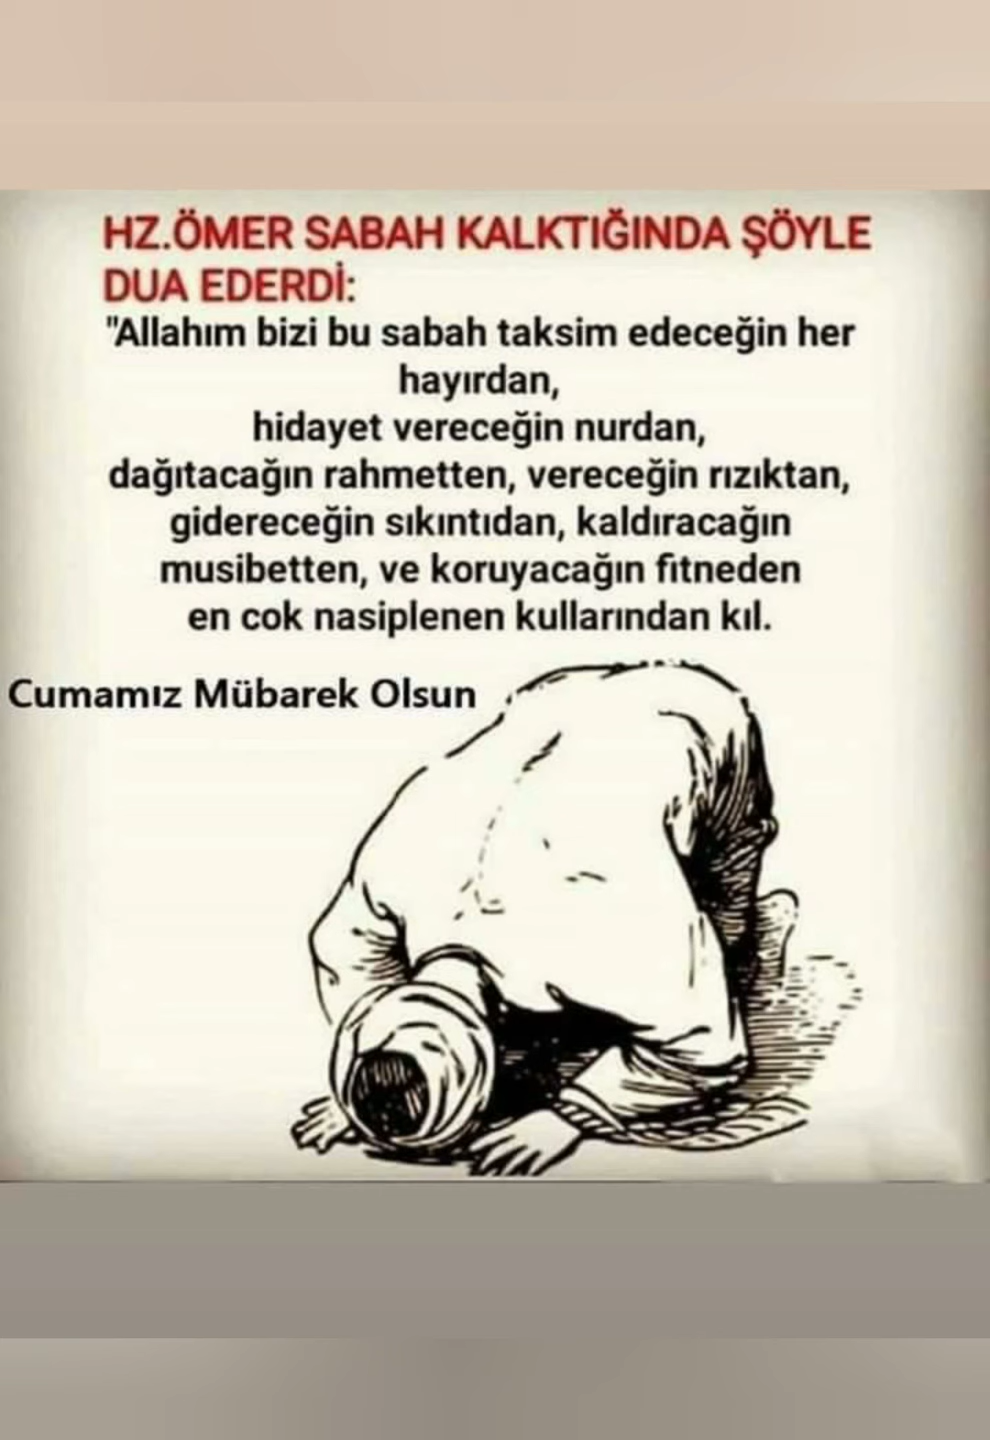 HZ.ÖMER SABAH KALKTIĞINDA ŞÖYLE
DUA EDERDİ:
"Allahım bizi bu sabah taksim edeceğin her
hayırdan,
hidayet vereceğin nurdan,
dağıtacağın rahmetten, vereceğin rızıktan,
gidereceğin sıkıntıdan, kaldıracağın
musibetten, ve koruyacağın fitneden
en cok nasiplenen kullarından kıl.
Cumamız Mübarek Olsun